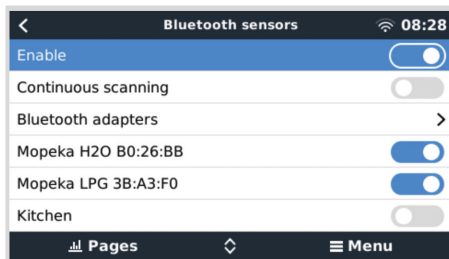 Bluetooth sensors 08:28
Enable
Continuous scanning
Bluetooth adapters
Mopeka H2O B0:26:BB
Mopeka LPG 3B:A3:F0
Kitchen
Pages Menu